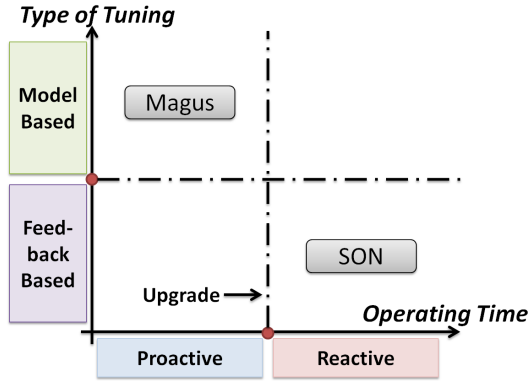 Type of Tuning
Model
Based
Magus
Feed-
back
Based
SON
Upgrade
Operating Time
Proactive
Reactive